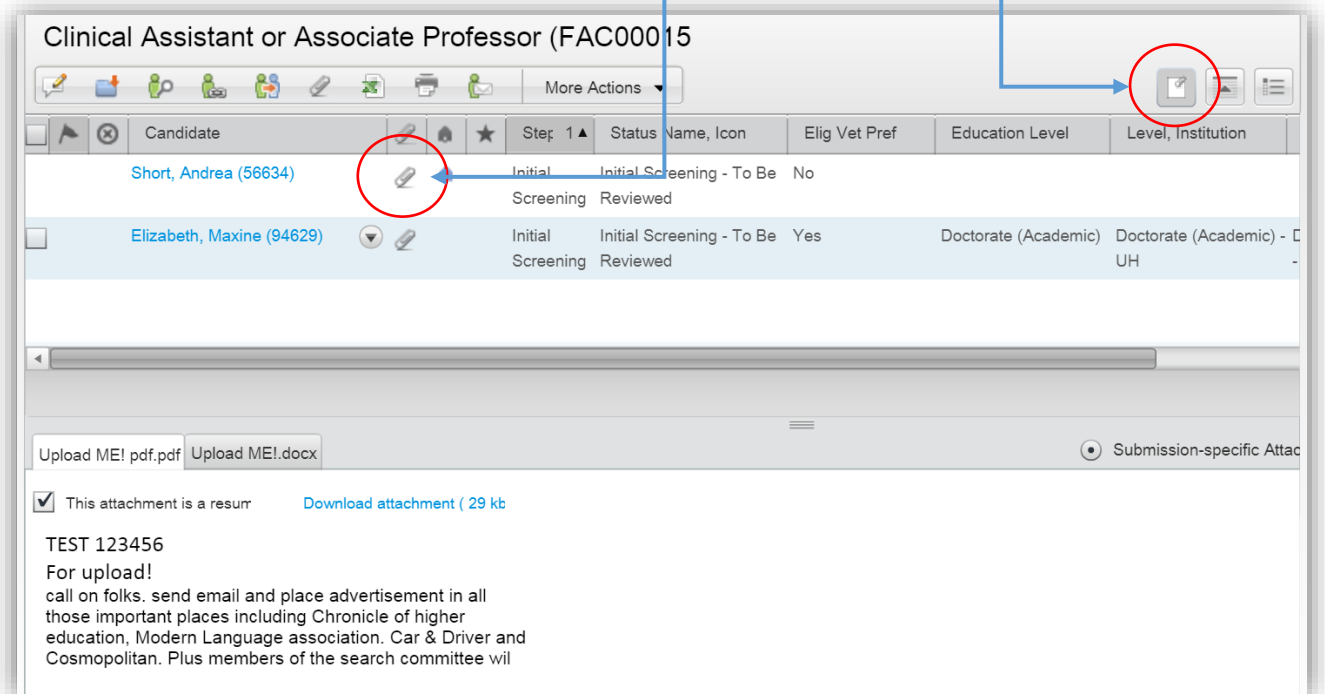 Clinical Assistant or Associate Professor (FAC00015
More Actions
Candidate Step 1 Status Name, Icon Elig Vet Pref Education Level Level, Institution
Short, Andrea (56634) Initial Initial Screening - To Be No
Screening Reviewed
Elizabeth, Maxine (94629) Initial Initial Screening - To Be Yes Doctorate (Academic) Doctorate (Academic) -
Screening Reviewed UH -
Upload ME! pdf.pdf Upload ME!.docx Submission-specific Attac
This attachment is a resum Download attachment ( 29 kb
TEST 123456
For upload!
call on folks. send email and place advertisement in all
those important places including Chronicle of higher
education, Modern Language association. Car & Driver and
Cosmopolitan. Plus members of the search committee wil